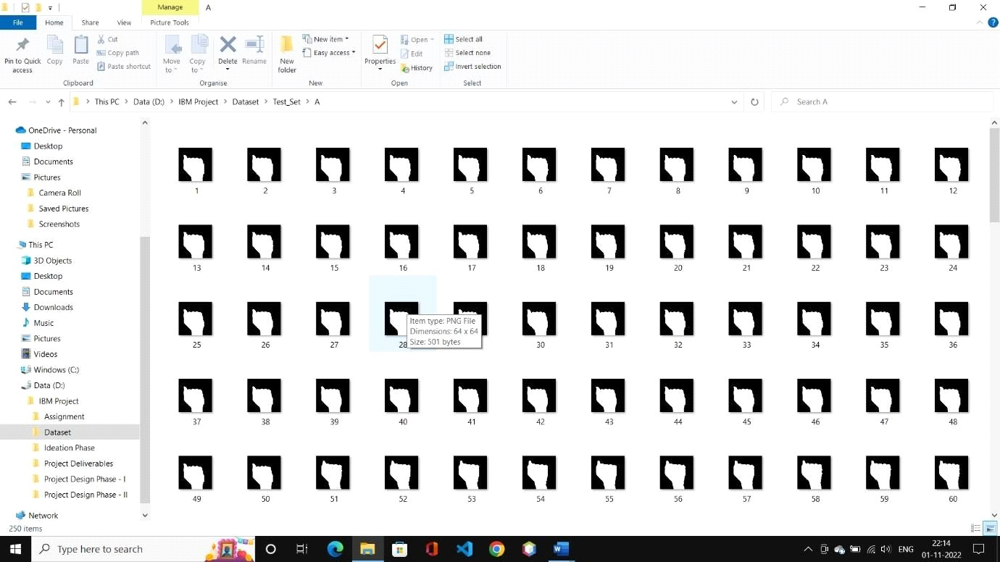 Manage A
File Home Share View Picture Tools
Pin to Quick access
Copy
Paste
Cut
Copy path
Paste shortcut
Clipboard
Move to
Copy to
Delete
Rename
Organise
New folder
New item
Easy access
New
Properties
Open
Edit
History
Open
Select all
Select none
Invert selection
Select
This PC > Data (D:) > IBM Project > Dataset > Test_Set > A
Search A
OneDrive - Personal
Desktop
Documents
Pictures
Camera Roll
Saved Pictures
Screenshots
This PC
3D Objects
Desktop
Documents
Downloads
Music
Pictures
Videos
Windows (C:)
Data (D:)
IBM Project
Assignment
Dataset
Ideation Phase
Project Deliverables
Project Design Phase - I
Project Design Phase - II
Network
1 2 3 4 5 6 7 8 9 10 11 12
13 14 15 16 17 18 19 20 21 22 23 24
Item type: PNG File
Dimensions: 64 x 64
Size: 501 bytes
25 26 27 28 30 31 32 33 34 35 36
37 38 39 40 41 42 43 44 45 46 47 48
49 50 51 52 53 54 55 56 57 58 59 60
250 items
Type here to search
ENG
22:14
01-11-2022